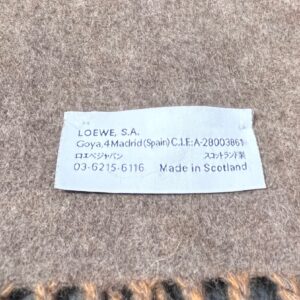 LOEWE, S.A.
Goya, 4 Madrid (Spain) C.I.F.: A-28003861
ロエベジャパン スコットランド製
03-6215-6116 Made in Scotland